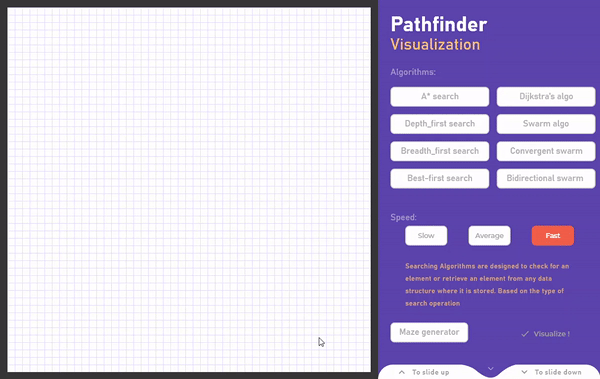 Pathfinder
Visualization
Algorithms:
A* search
Dijkstra's algo
Depth_first search
Swarm algo
Breadth_first search
Convergent swarm
Best-first search
Bidirectional swarm
Speed:
Slow
Average
Fast
Searching Algorithms are designed to check for an
element or retrieve an element from any data
structure where it is stored. Based on the type of
search operation
Maze generator
Visualize !
To slide up
To slide down